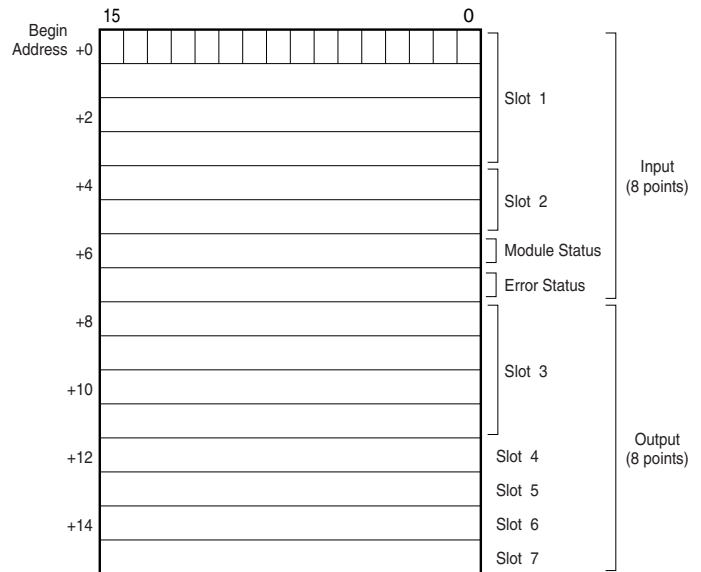 15 0
Begin
Address +0
Slot 1
+2
Input
(8 points)
+4
Slot 2
+6
Module Status
Error Status
+8
Slot 3
+10
Output
(8 points)
+12
Slot 4
Slot 5
+14
Slot 6
Slot 7